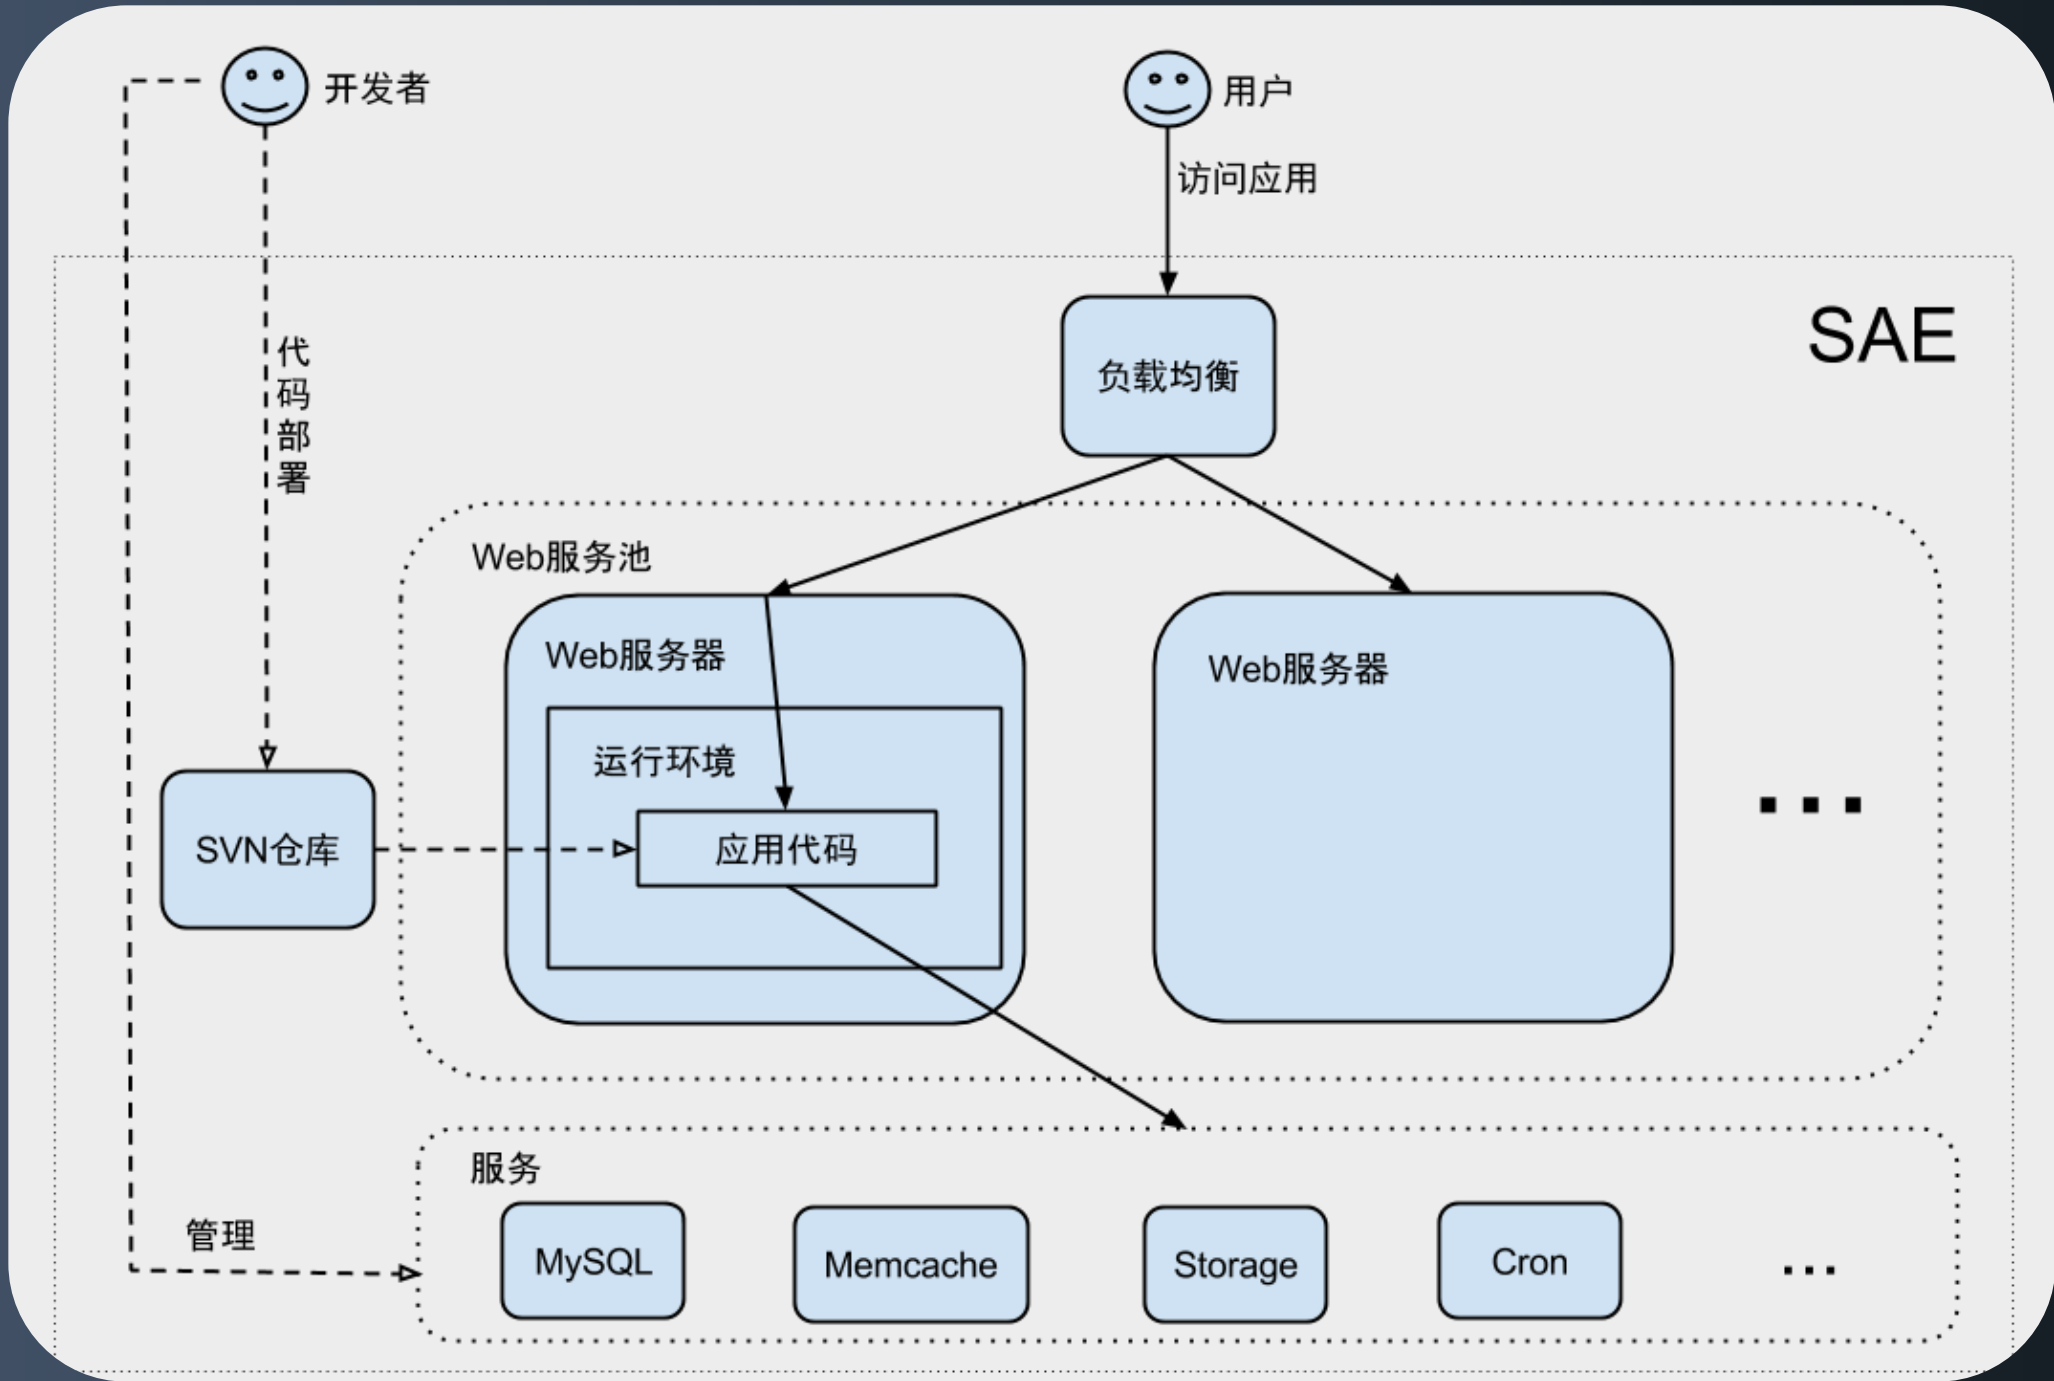 开发者
用户
访问应用
SAE
代码部署
负载均衡
Web服务池
Web服务器
Web服务器
运行环境
SVN仓库
应用代码
...
服务
管理
MySQL
Memcache
Storage
Cron
...